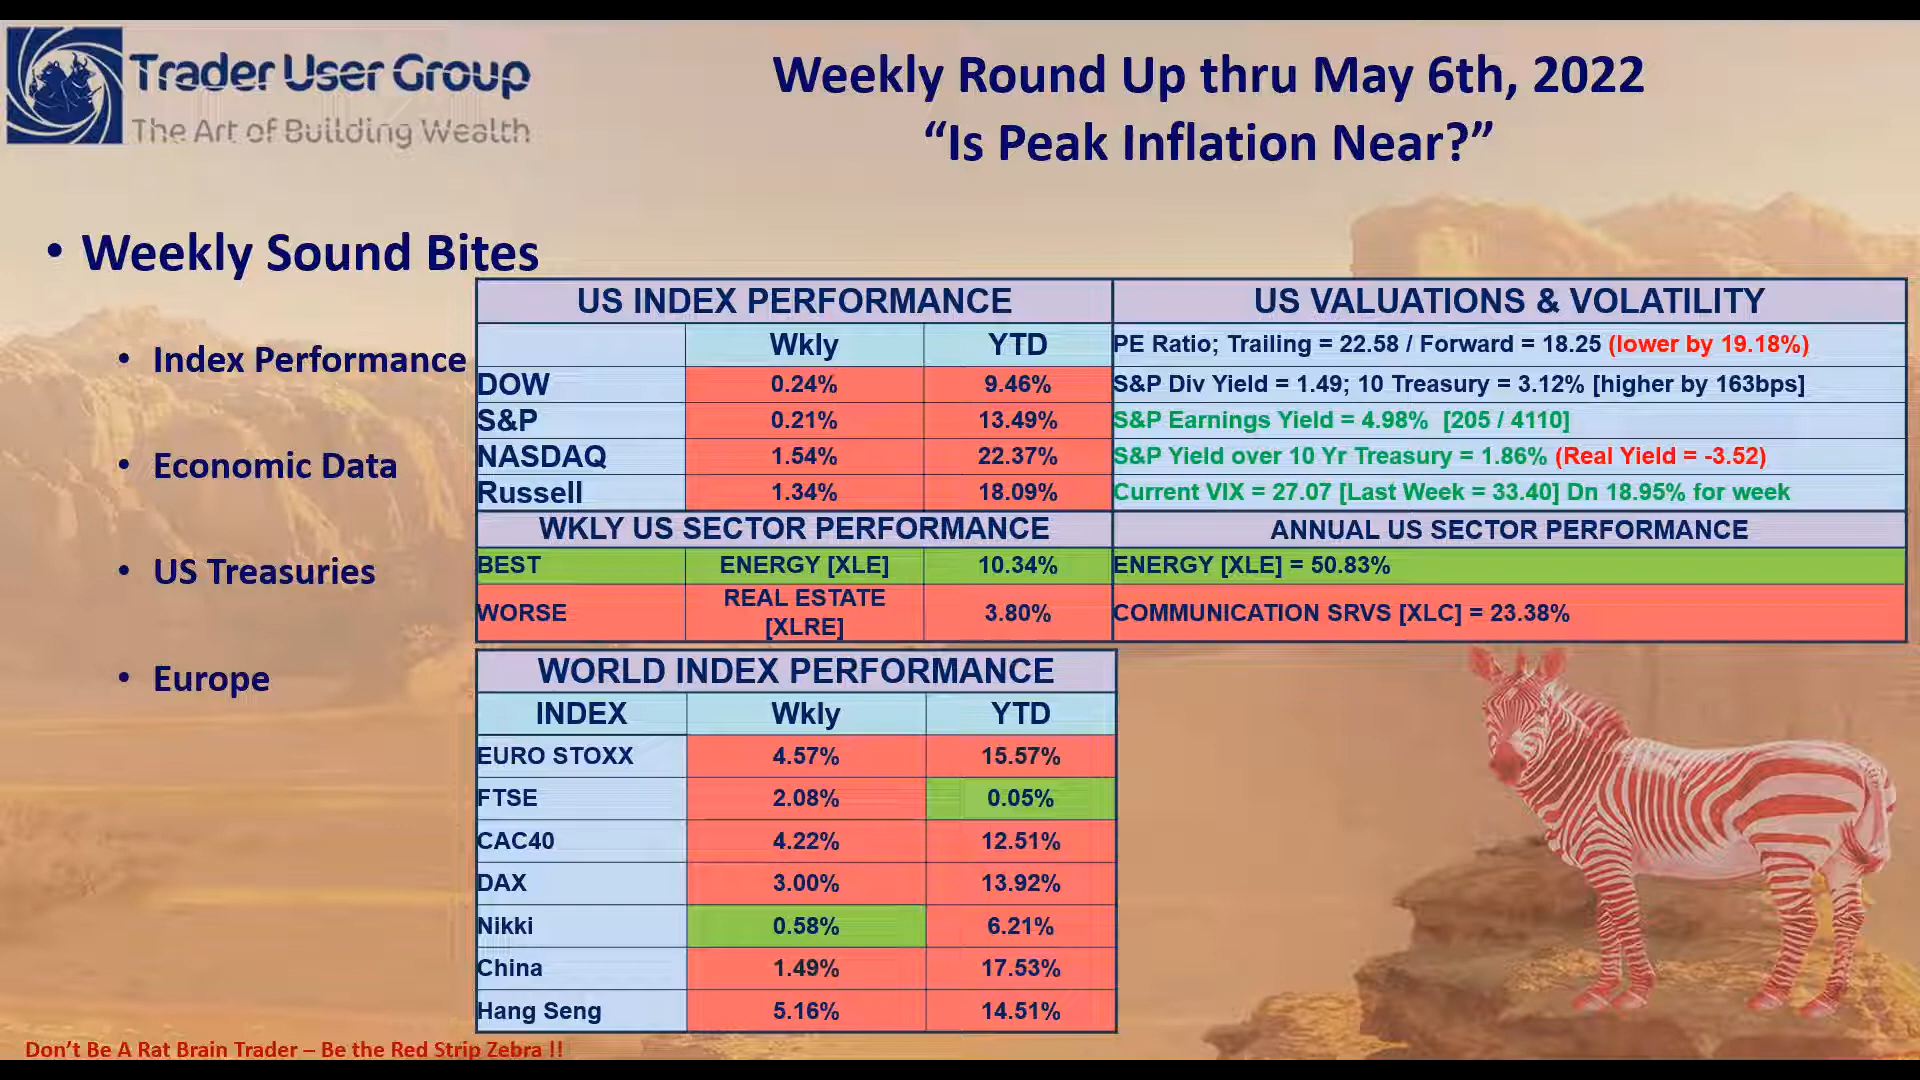 Trader User Group
The Art of Building Wealth
Weekly Round Up thru May 6th, 2022
“Is Peak Inflation Near?”
• Weekly Sound Bites
• Index Performance
• Economic Data
• US Treasuries
• Europe
US INDEX PERFORMANCE US VALUATIONS & VOLATILITY
Wkly YTD PE Ratio; Trailing = 22.58 / Forward = 18.25 (lower by 19.18%)
DOW 0.24% 9.46% S&P Div Yield = 1.49; 10 Treasury = 3.12% [higher by 163bps]
S&P 0.21% 13.49% S&P Earnings Yield = 4.98% [205 / 4110]
NASDAQ 1.54% 22.37% S&P Yield over 10 Yr Treasury = 1.86% (Real Yield = -3.52)
Russell 1.34% 18.09% Current VIX = 27.07 [Last Week = 33.40] Dn 18.95% for week
WKLY US SECTOR PERFORMANCE ANNUAL US SECTOR PERFORMANCE
BEST ENERGY [XLE] 10.34% ENERGY [XLE] = 50.83%
WORSE REAL ESTATE [XLRE] 3.80% COMMUNICATION SRVS [XLC] = 23.38%
WORLD INDEX PERFORMANCE
INDEX Wkly YTD
EURO STOXX 4.57% 15.57%
FTSE 2.08% 0.05%
CAC40 4.22% 12.51%
DAX 3.00% 13.92%
Nikki 0.58% 6.21%
China 1.49% 17.53%
Hang Seng 5.16% 14.51%
Don’t Be A Rat Brain Trader – Be the Red Strip Zebra !!